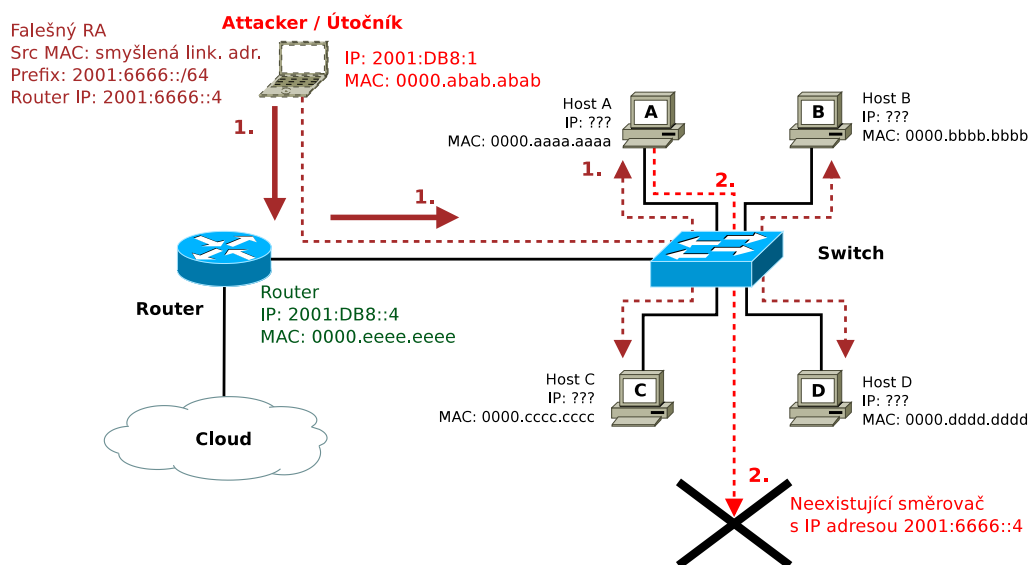 Attacker / Útočník
Falešný RA
Src MAC: smyšlená link. adr.
Prefix: 2001:6666::/64
Router IP: 2001:6666::4
IP: 2001:DB8:1
MAC: 0000.abab.abab
1.
1.
Host A
IP: ???
MAC: 0000.aaaa.aaaa
A
B
Host B
IP: ???
MAC: 0000.bbbb.bbbb
1.
2.
Switch
Router
Router
IP: 2001:DB8::4
MAC: 0000.eeee.eeee
Cloud
Host C
IP: ???
MAC: 0000.cccc.cccc
C
D
Host D
IP: ???
MAC: 0000.dddd.dddd
2.
Neexistující směrovač
s IP adresou 2001:6666::4